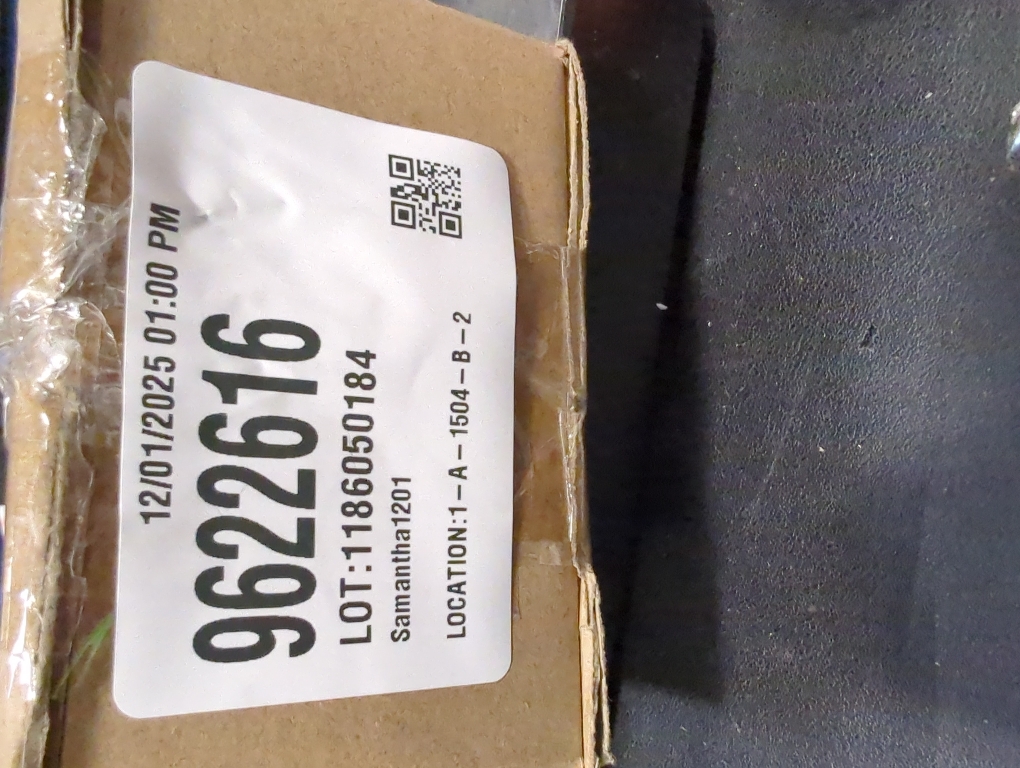 12/01/2025 01:00 PM
9622616
LOT:1186050184
Samantha1201
LOCATION:1-A-1504-B-2